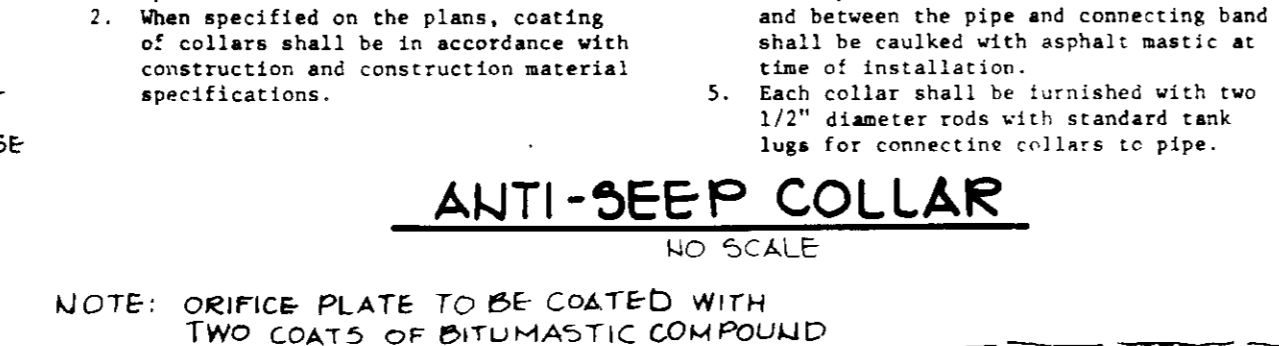 2. When specified on the plans, coating
of collars shall be in accordance with
construction and construction material
specifications.
and between the pipe and connecting band
shall be caulked with asphalt mastic at
time of installation.
5. Each collar shall be furnished with two
1/2" diameter rods with standard tank
lugs for connecting collars to pipe.
ANTI-SEEP COLLAR
NO SCALE
NOTE: ORIFICE PLATE TO BE COATED WITH
TWO COATS OF BITUMASTIC COMPOUND